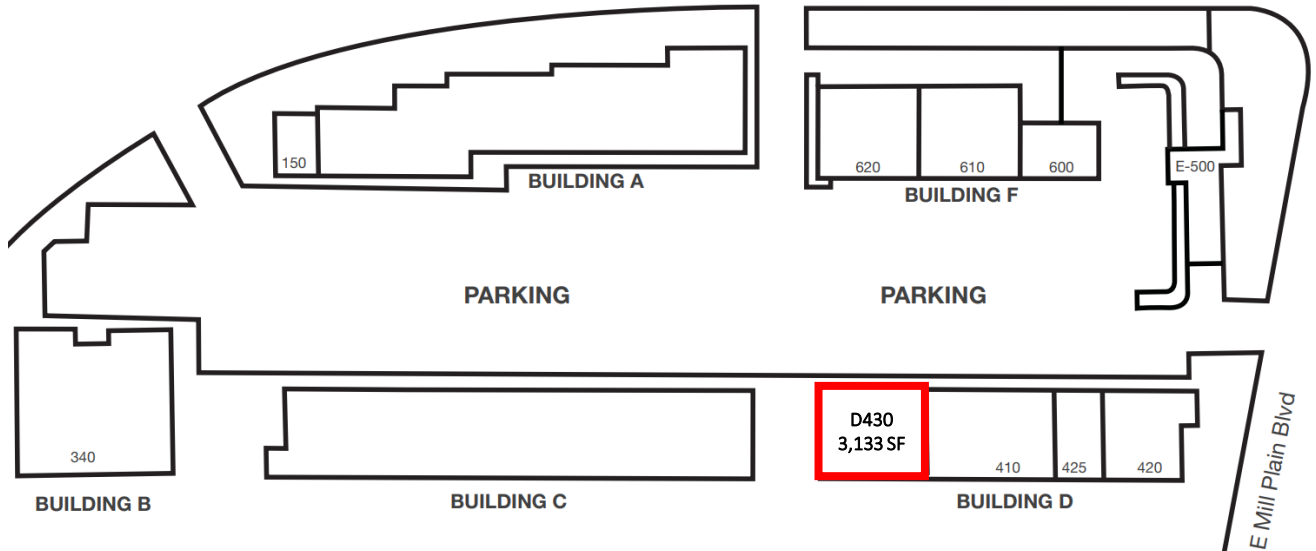 150
BUILDING A
620
610
600
BUILDING F
E-500
PARKING
PARKING
340
BUILDING B
BUILDING C
D430
3,133 SF
410
425
420
BUILDING D
E Mill Plain Blvd